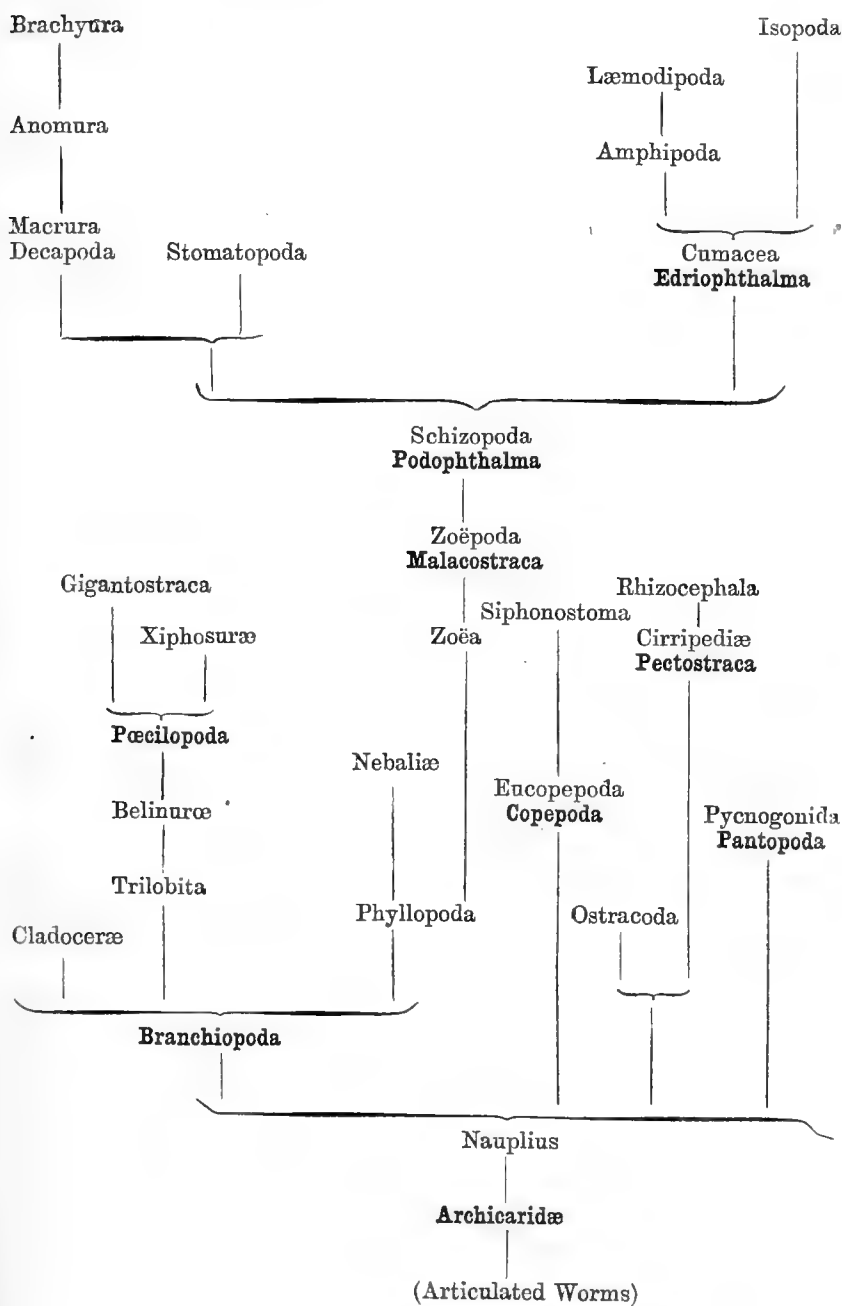 Brachyura
Isopoda
Læmodipoda
Anomura
Amphipoda
Macrura
Decapoda
Stomatopoda
Cumacea
Edriophthalma
Schizopoda
Podophthalma
Zoëpoda
Malacostraca
Gigantostraca
Rhizocephala
Siphonostoma
Xiphosuræ
Zoëa
Cirripediæ
Pectostraca
Pœcilopoda
Nebaliæ
Eucopepoda
Copepoda
Belinuræ
Pycnogonida
Pantopoda
Trilobita
Phyllopoda
Ostracoda
Cladoceræ
Branchiopoda
Nauplius
Archicaridæ
(Articulated Worms)